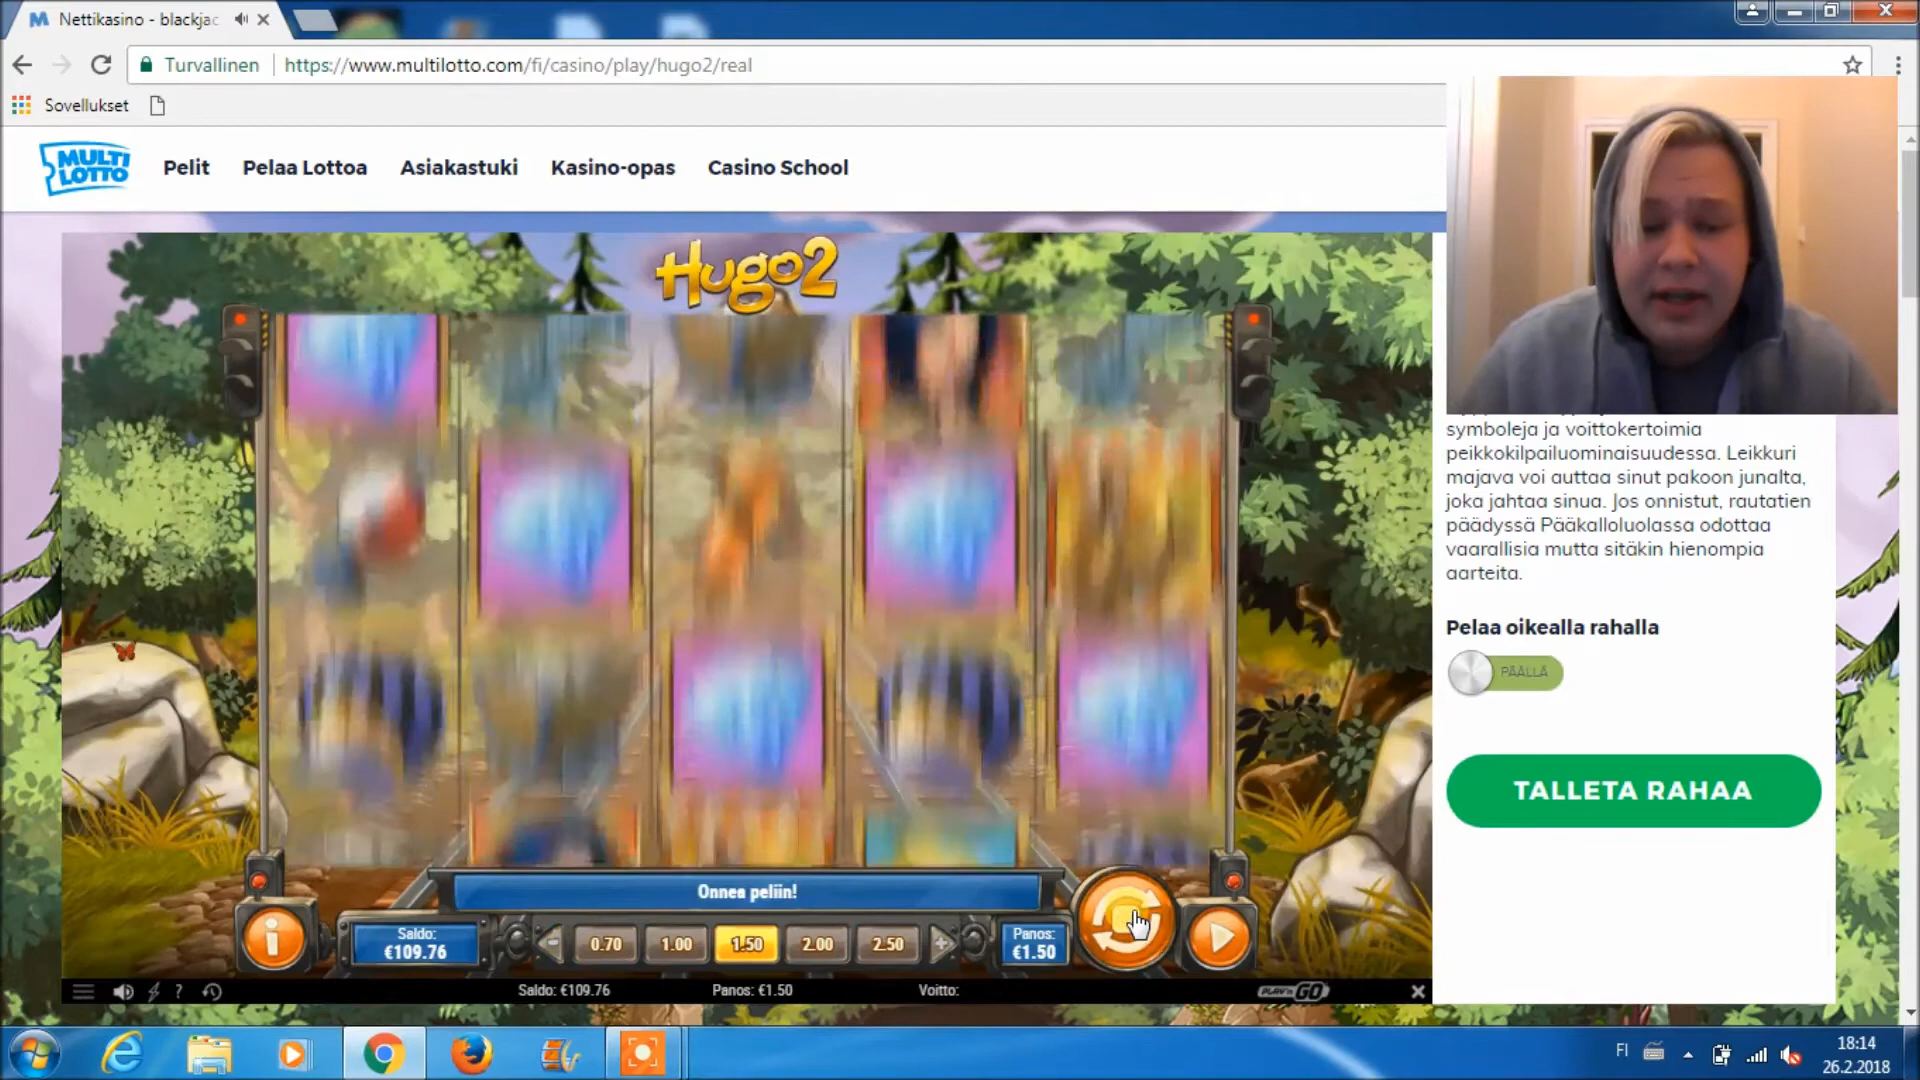 Nettikasino - blackjac
Turvallinen
https://www.multilotto.com/fi/casino/play/hugo2/real
Sovellukset
MULTI
LOTTO
Pelit
Pelaa Lottoa
Asiakastuki
Kasino-opas
Casino School
Hugo2
symboleja ja voittokertoimia
peikkokilpailuominaisuudessa. Leikkuri
majava voi auttaa sinut pakoon junalta,
joka jahtaa sinua. Jos onnistut, rautatien
päädyssä Pääkalloluolassa odottaa
vaarallisia mutta sitäkin hienompia
aarteita.
Pelaa oikealla rahalla
PÄÄLLÄ
TALLETA RAHAA
Onnea peliin!
Saldo:
€109.76
0.70
1.00
1.50
2.00
2.50
Panos:
€1.50
Saldo: €109.76
Panos: €1.50
Voitto:
PLAY'n GO
FI
18:14
26.2.2018